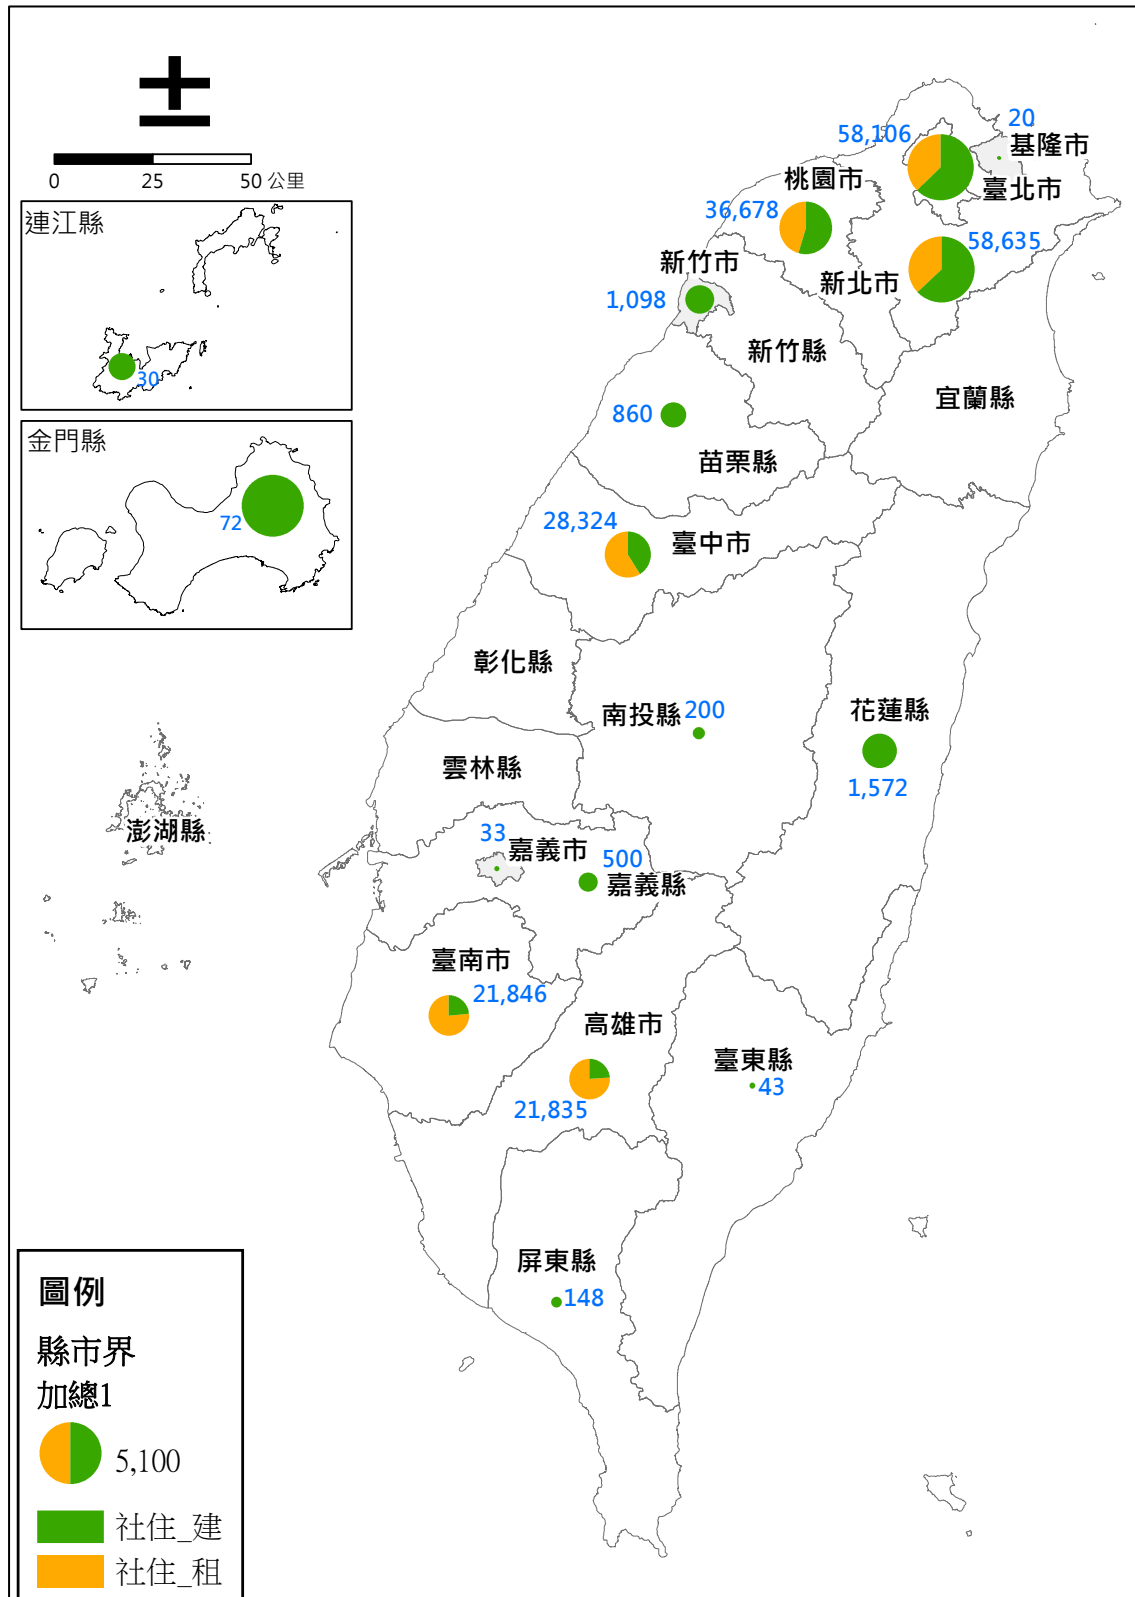 0 25 50 公里
連江縣
30
金門縣
72
20
58,106
基隆市
臺北市
桃園市
36,678
58,635
新北市
新竹市
1,098
新竹縣
宜蘭縣
860
苗栗縣
28,324
臺中市
彰化縣
南投縣 200
花蓮縣
1,572
雲林縣
澎湖縣
33
嘉義市
500
嘉義縣
臺南市
21,846
高雄市
21,835
臺東縣
43
屏東縣
148
圖例
縣市界
加總1
5,100
社住_建
社住_租